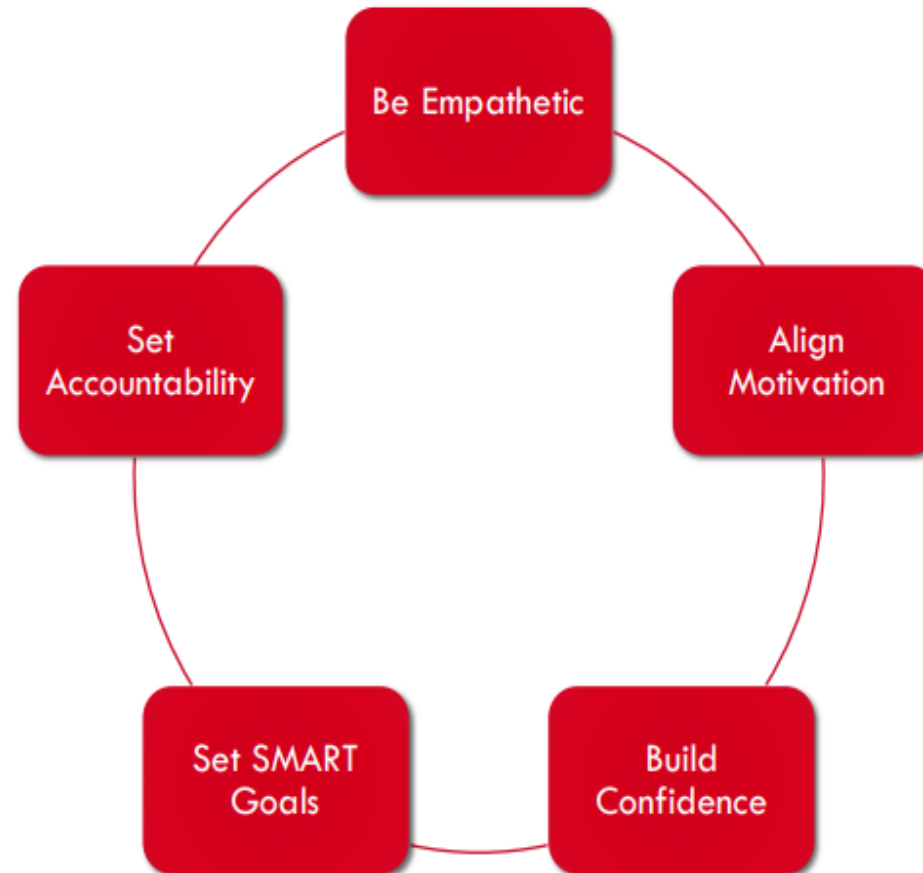 Be Empathetic
Align
Motivation
Build
Confidence
Set SMART
Goals
Set
Accountability